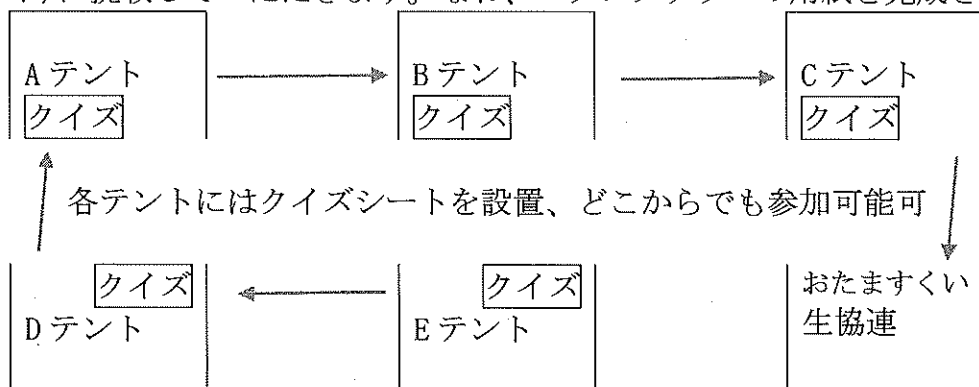 Aテント
クイズ
Bテント
クイズ
Cテント
クイズ
各テントにはクイズシートを設置、どこからでも参加可能可
クイズ
Dテント
クイズ
Eテント
おたますくい
生協連